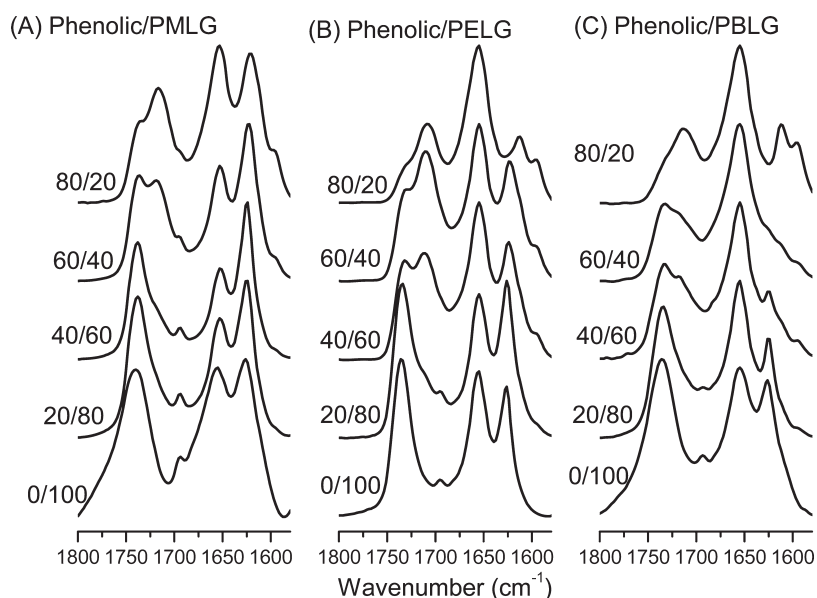 (A) Phenolic/PMLG
80/20
60/40
40/60
20/80
0/100
1800 1750 1700 1650 1600
(B) Phenolic/PELG
80/20
60/40
40/60
20/80
0/100
1800 1750 1700 1650 1600
(C) Phenolic/PBLG
80/20
60/40
40/60
20/80
0/100
1800 1750 1700 1650 1600
Wavenumber (cm⁻¹)